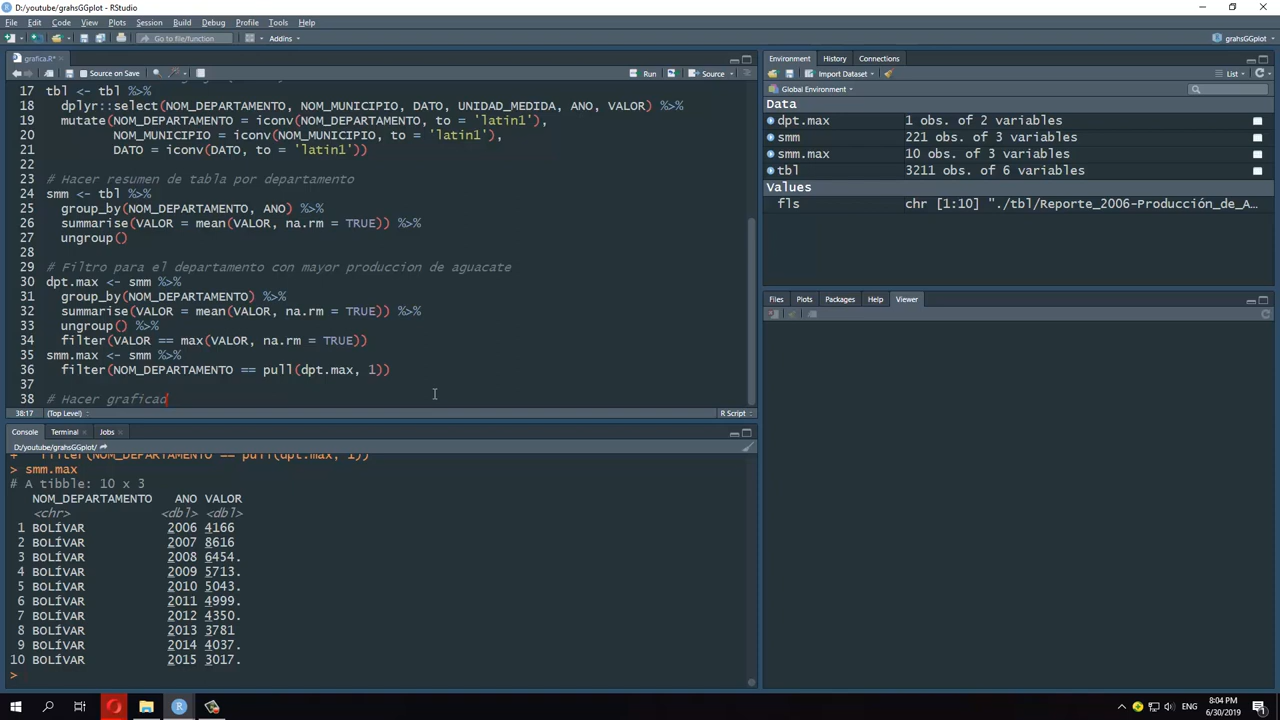 D:/youtube/grahsGGplot - RStudio
File Edit Code View Plots Session Build Debug Profile Tools Help
Go to file/function Addins grahsGGplot
grafica.R*
Source on Save Run Source
17 tbl <- tbl %>%
18 dplyr::select(NOM_DEPARTAMENTO, NOM_MUNICIPIO, DATO, UNIDAD_MEDIDA, ANO, VALOR) %>%
19 mutate(NOM_DEPARTAMENTO = iconv(NOM_DEPARTAMENTO, to = 'latin1'),
20 NOM_MUNICIPIO = iconv(NOM_MUNICIPIO, to = 'latin1'),
21 DATO = iconv(DATO, to = 'latin1'))
22
23 # Hacer resumen de tabla por departamento
24 smm <- tbl %>%
25 group_by(NOM_DEPARTAMENTO, ANO) %>%
26 summarise(VALOR = mean(VALOR, na.rm = TRUE)) %>%
27 ungroup()
28
29 # Filtro para el departamento con mayor produccion de aguacate
30 dpt.max <- smm %>%
31 group_by(NOM_DEPARTAMENTO) %>%
32 summarise(VALOR = mean(VALOR, na.rm = TRUE)) %>%
33 ungroup() %>%
34 filter(VALOR == max(VALOR, na.rm = TRUE))
35 smm.max <- smm %>%
36 filter(NOM_DEPARTAMENTO == pull(dpt.max, 1))
37
38 # Hacer graficad
38:17 (Top Level) R Script
Console Terminal Jobs
D:/youtube/grahsGGplot/
+ filter(NOM_DEPARTAMENTO == pull(dpt.max, 1))
> smm.max
# A tibble: 10 x 3
NOM_DEPARTAMENTO ANO VALOR
<chr> <dbl> <dbl>
1 BOLÍVAR 2006 4166
2 BOLÍVAR 2007 8616
3 BOLÍVAR 2008 6454.
4 BOLÍVAR 2009 5713.
5 BOLÍVAR 2010 5043.
6 BOLÍVAR 2011 4999.
7 BOLÍVAR 2012 4350.
8 BOLÍVAR 2013 3781
9 BOLÍVAR 2014 4037.
10 BOLÍVAR 2015 3017.
>
Environment History Connections
Import Dataset List
Global Environment
Data
dpt.max 1 obs. of 2 variables
smm 221 obs. of 3 variables
smm.max 10 obs. of 3 variables
tbl 3211 obs. of 6 variables
Values
fls chr [1:10] "./tbl/Reporte_2006-Producción_de_A…
Files Plots Packages Help Viewer
ENG
8:04 PM
6/30/2019